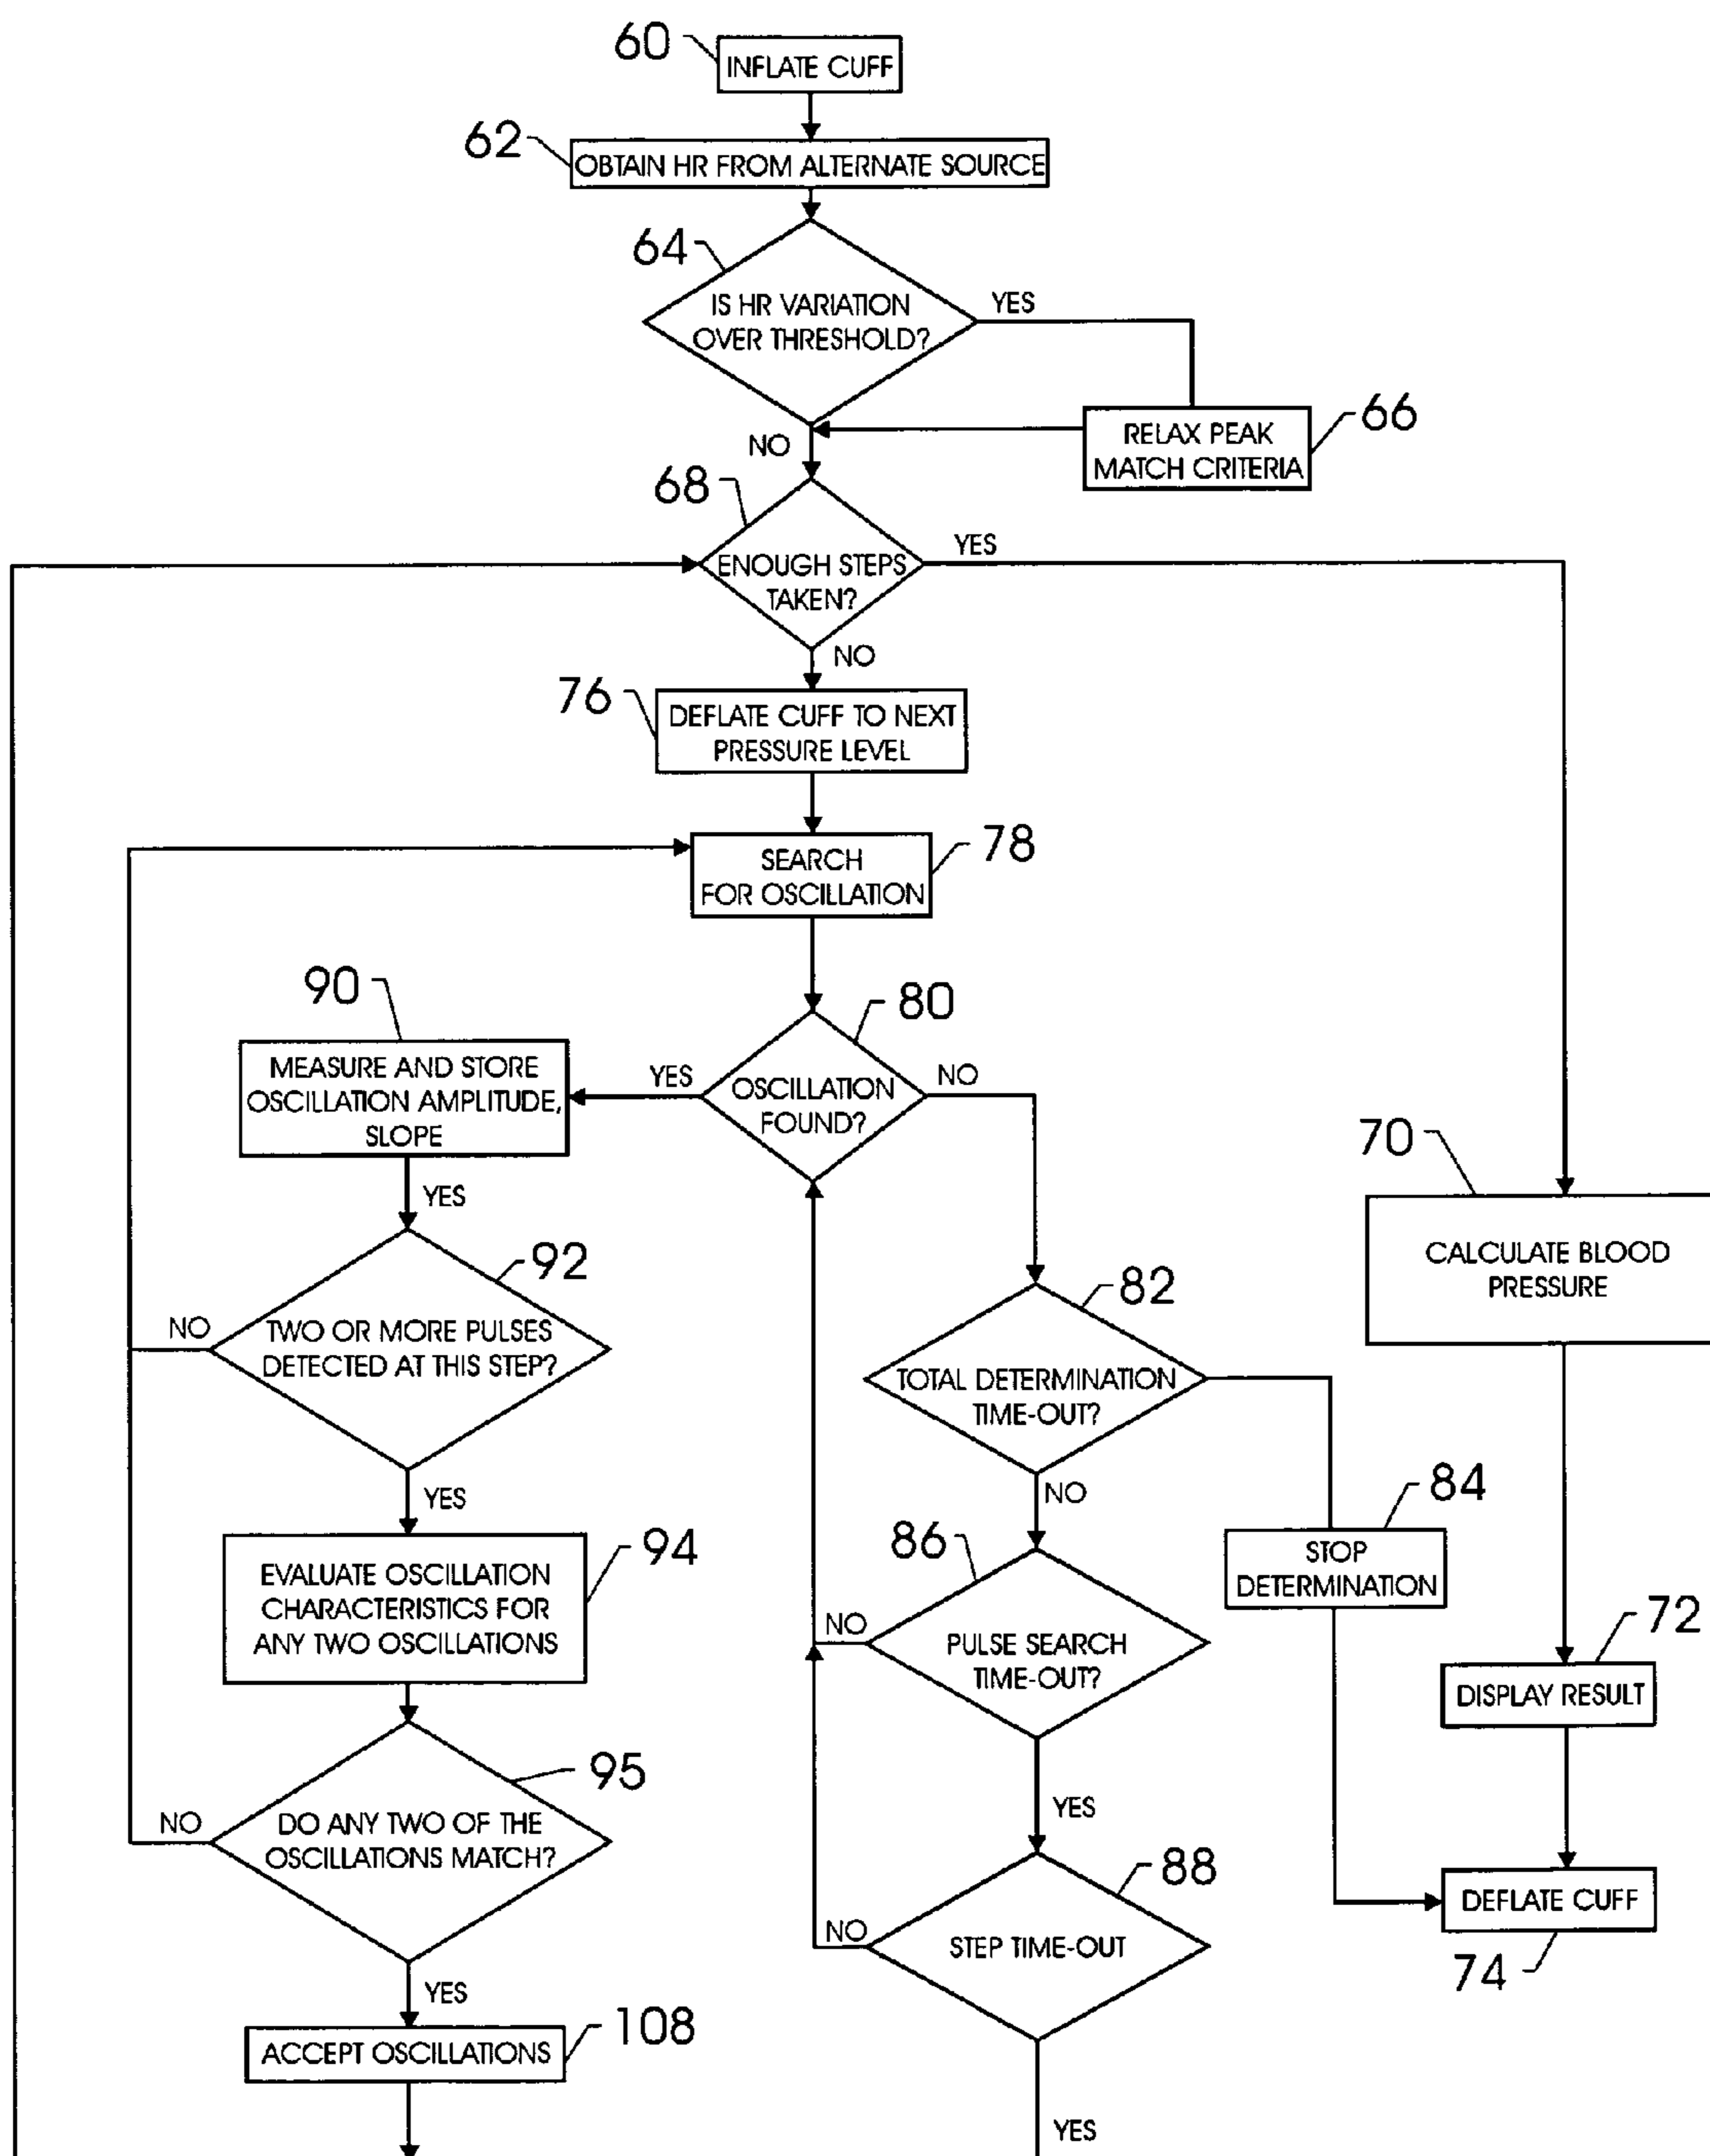 60
INFLATE CUFF
62
OBTAIN HR FROM ALTERNATE SOURCE
64
IS HR VARIATION
OVER THRESHOLD?
YES
66
RELAX PEAK
MATCH CRITERIA
NO
68
ENOUGH STEPS
TAKEN?
YES
NO
76
DEFLATE CUFF TO NEXT
PRESSURE LEVEL
78
SEARCH
FOR OSCILLATION
80
OSCILLATION
FOUND?
YES
NO
90
MEASURE AND STORE
OSCILLATION AMPLITUDE,
SLOPE
YES
92
TWO OR MORE PULSES
DETECTED AT THIS STEP?
NO
YES
94
EVALUATE OSCILLATION
CHARACTERISTICS FOR
ANY TWO OSCILLATIONS
95
DO ANY TWO OF THE
OSCILLATIONS MATCH?
NO
YES
108
ACCEPT OSCILLATIONS
82
TOTAL DETERMINATION
TIME-OUT?
NO
84
STOP
DETERMINATION
86
PULSE SEARCH
TIME-OUT?
NO
YES
88
STEP TIME-OUT
NO
YES
70
CALCULATE BLOOD
PRESSURE
72
DISPLAY RESULT
DEFLATE CUFF
74